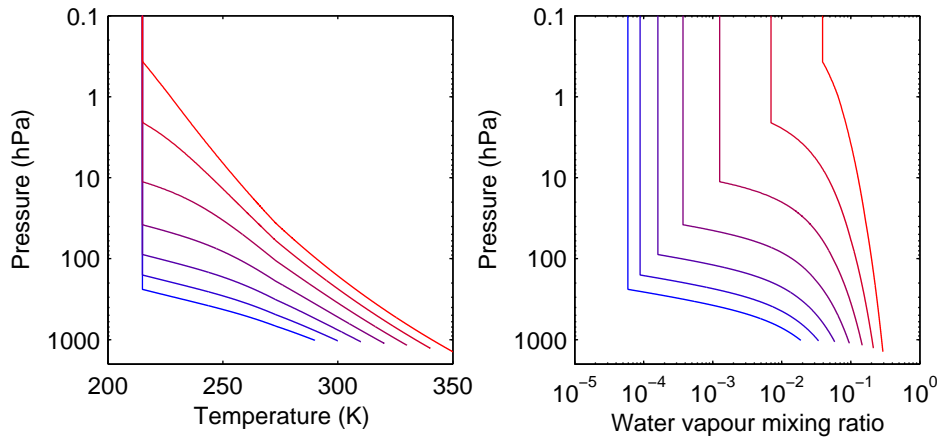 0.1
1
10
100
1000
Pressure (hPa)
200 250 300 350
Temperature (K)
0.1
1
10
100
1000
Pressure (hPa)
10⁻⁵ 10⁻⁴ 10⁻³ 10⁻² 10⁻¹ 10⁰
Water vapour mixing ratio